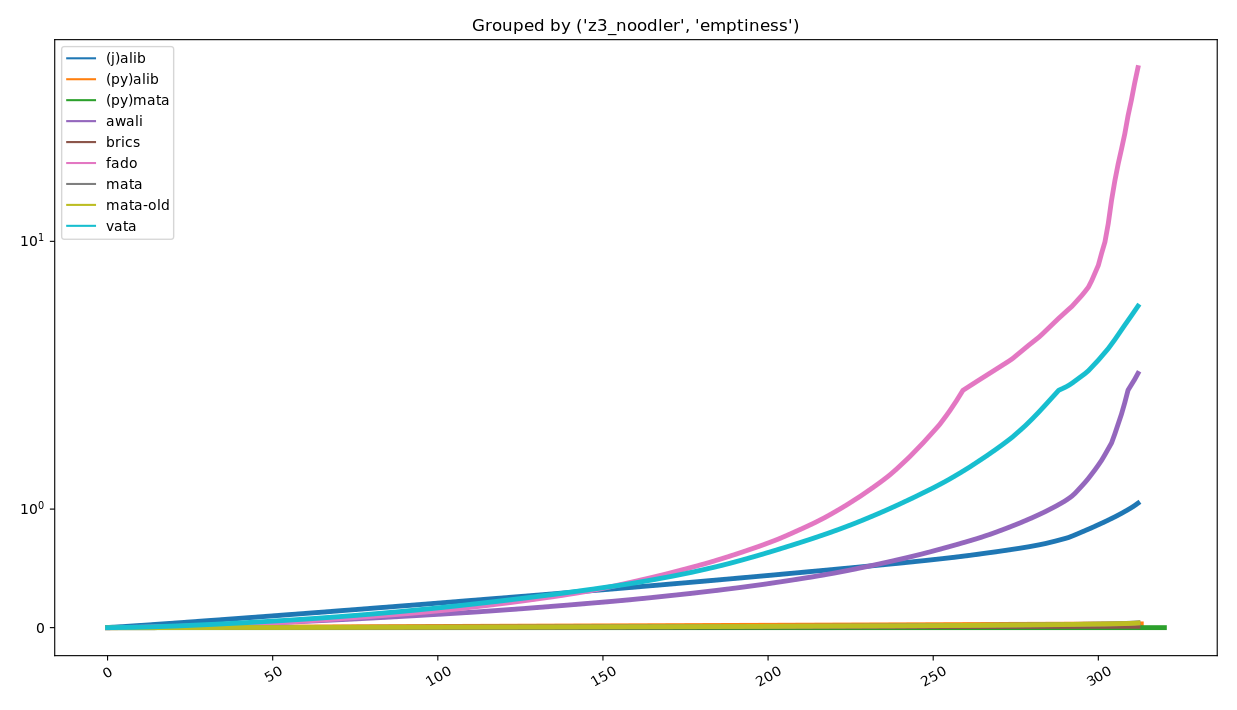 Grouped by ('z3_noodler', 'emptiness')
(j)alib
(py)alib
(py)mata
awali
brics
fado
mata
mata-old
vata
10¹
10⁰
0
0
50
100
150
200
250
300